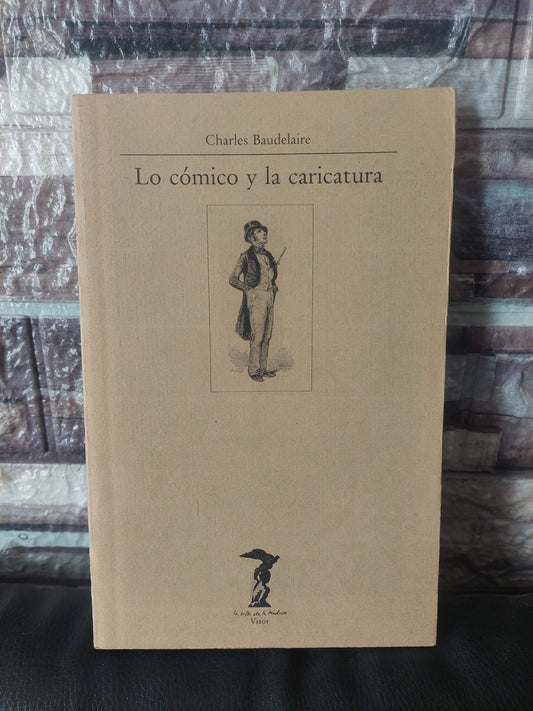 Charles Baudelaire
Lo cómico y la caricatura
la balsa de la Medusa
Visor